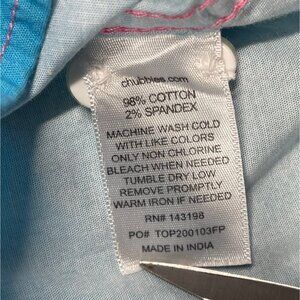 chubbies.com
98% COTTON
2% SPANDEX
MACHINE WASH COLD
WITH LIKE COLORS
ONLY NON CHLORINE
BLEACH WHEN NEEDED
TUMBLE DRY LOW
REMOVE PROMPTLY
WARM IRON IF NEEDED
RN# 143198
PO# TOP200103FP
MADE IN INDIA